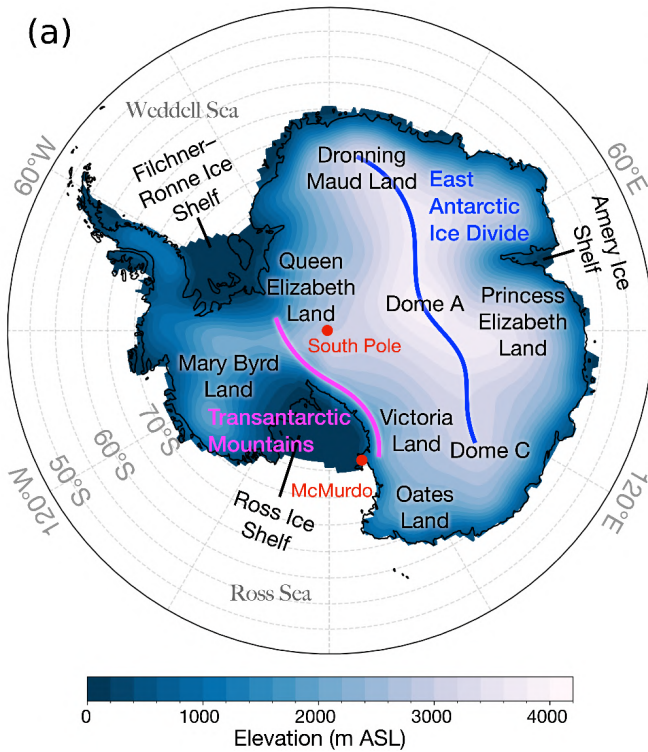 (a)
Weddell Sea
60°W
Filchner–
Ronne Ice
Shelf
Dronning
Maud Land
East
Antarctic
Ice Divide
60°E
Amery Ice
Shelf
Queen
Elizabeth
Land
Dome A
Princess
Elizabeth
Land
South Pole
Mary Byrd
Land
Transantarctic
Mountains
Victoria
Land
Dome C
70°S
60°S
50°S
120°W
McMurdo
Oates
Land
120°E
Ross Ice
Shelf
Ross Sea
0
1000
2000
3000
4000
Elevation (m ASL)